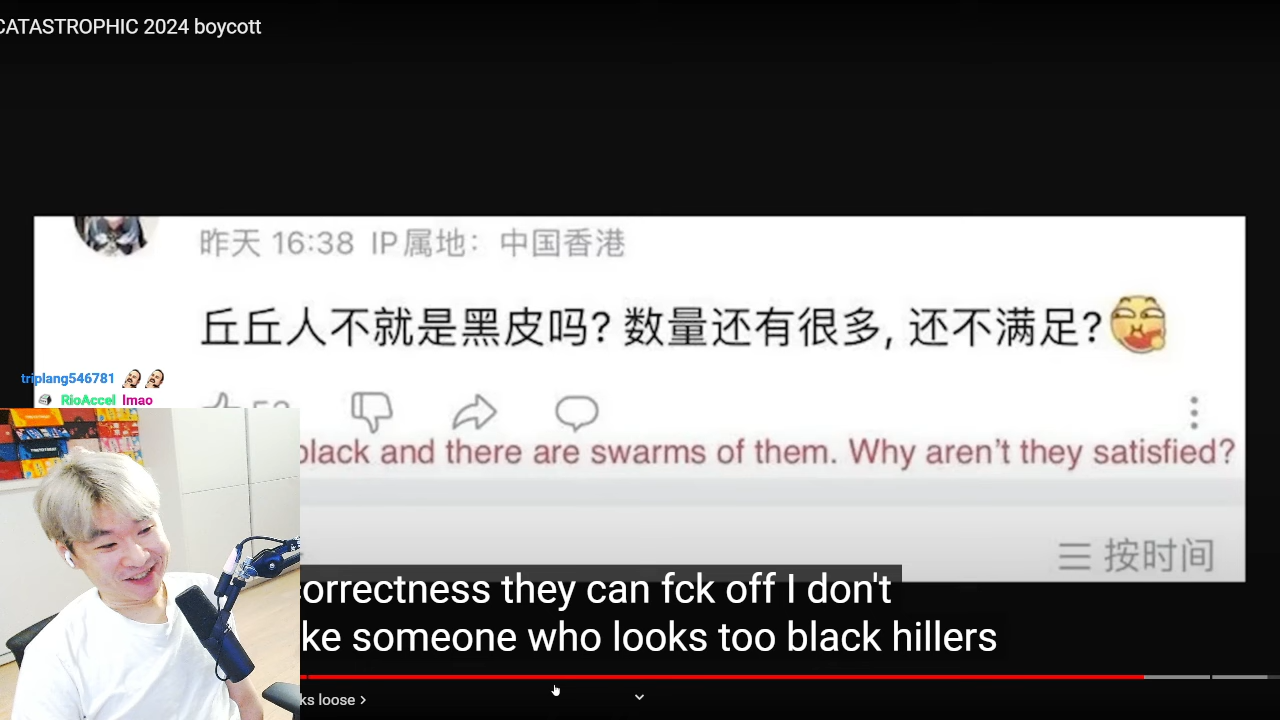 CATASTROPHIC 2024 boycott
昨天 16:38 IP属地：中国香港
丘丘人不就是黑皮吗? 数量还有很多, 还不满足?
triplang546781
RioAccel lmao
black and there are swarms of them. Why aren't they satisfied?
按时间
correctness they can fck off I don't
ke someone who looks too black hillers
ks loose